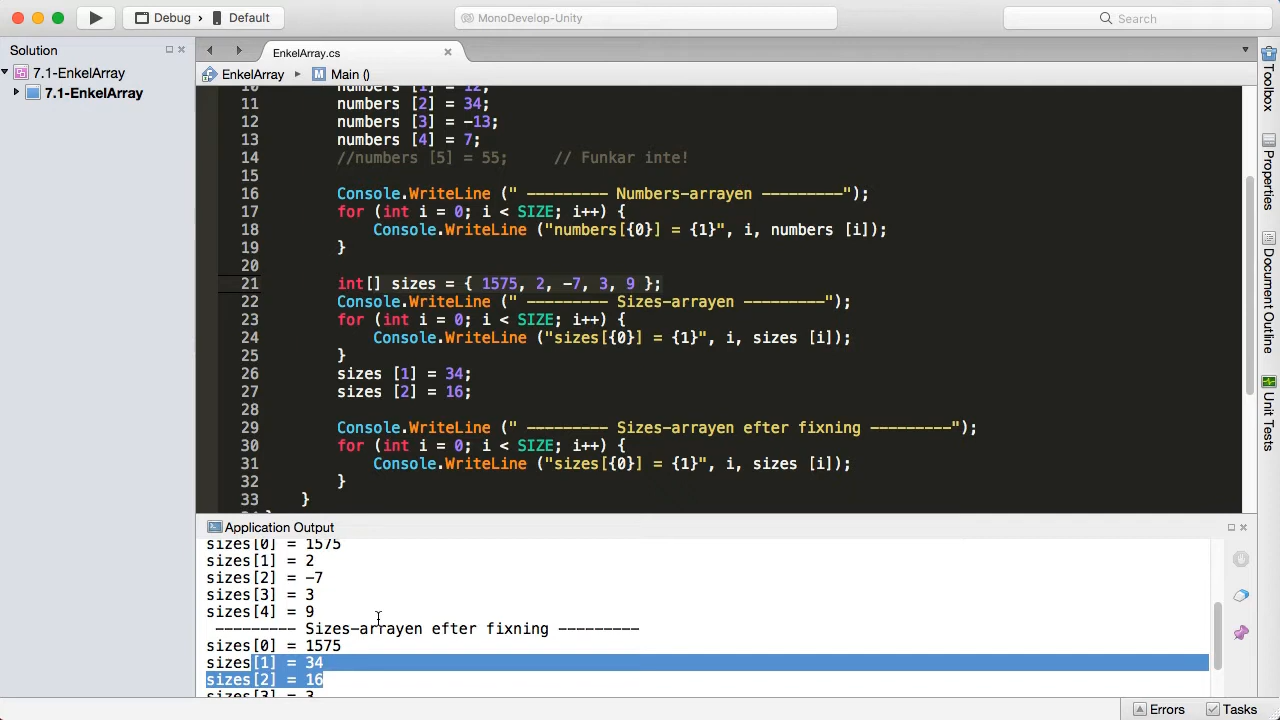 Debug
Default
MonoDevelop-Unity
Search
Solution
7.1-EnkelArray
7.1-EnkelArray
EnkelArray.cs
EnkelArray
Main ()
10 numbers [1] = 12;
11 numbers [2] = 34;
12 numbers [3] = -13;
13 numbers [4] = 7;
14 //numbers [5] = 55;     // Funkar inte!
15
16 Console.WriteLine (" --------- Numbers-arrayen ---------");
17 for (int i = 0; i < SIZE; i++) {
18 Console.WriteLine ("numbers[{0}] = {1}", i, numbers [i]);
19 }
20
21 int[] sizes = { 1575, 2, -7, 3, 9 };
22 Console.WriteLine (" --------- Sizes-arrayen ---------");
23 for (int i = 0; i < SIZE; i++) {
24 Console.WriteLine ("sizes[{0}] = {1}", i, sizes [i]);
25 }
26 sizes [1] = 34;
27 sizes [2] = 16;
28
29 Console.WriteLine (" --------- Sizes-arrayen efter fixning ---------");
30 for (int i = 0; i < SIZE; i++) {
31 Console.WriteLine ("sizes[{0}] = {1}", i, sizes [i]);
32 }
33 }
Application Output
sizes[0] = 1575
sizes[1] = 2
sizes[2] = -7
sizes[3] = 3
sizes[4] = 9
--------- Sizes-arrayen efter fixning ---------
sizes[0] = 1575
sizes[1] = 34
sizes[2] = 16
sizes[3] = 3
Toolbox
Properties
Document Outline
Unit Tests
Errors
Tasks